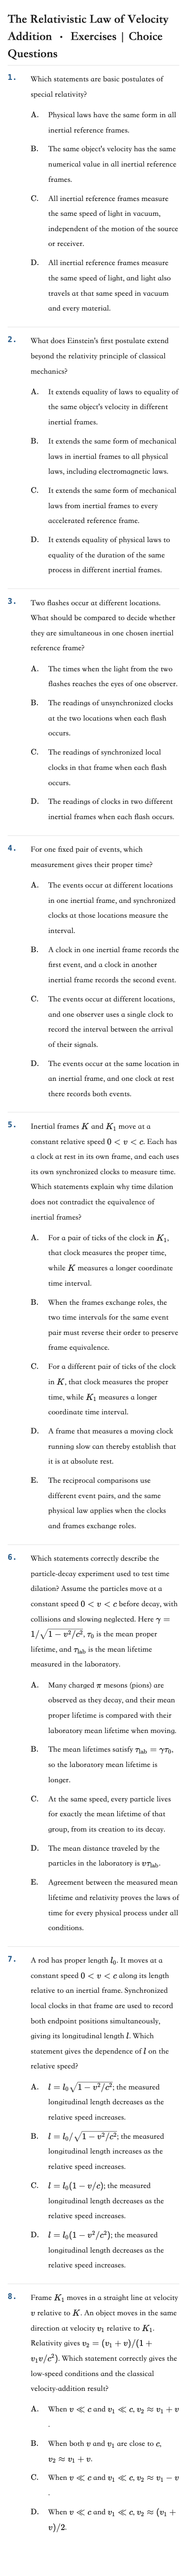 The Relativistic Law of Velocity
Addition · Exercises | Choice
Questions
1. Which statements are basic postulates of
special relativity?
A. Physical laws have the same form in all
inertial reference frames.
B. The same object's velocity has the same
numerical value in all inertial reference
frames.
C. All inertial reference frames measure
the same speed of light in vacuum,
independent of the motion of the source
or receiver.
D. All inertial reference frames measure
the same speed of light, and light also
travels at that same speed in vacuum
and every material.
2. What does Einstein's first postulate extend
beyond the relativity principle of classical
mechanics?
A. It extends equality of laws to equality of
the same object's velocity in different
inertial frames.
B. It extends the same form of mechanical
laws in inertial frames to all physical
laws, including electromagnetic laws.
C. It extends the same form of mechanical
laws from inertial frames to every
accelerated reference frame.
D. It extends equality of physical laws to
equality of the duration of the same
process in different inertial frames.
3. Two flashes occur at different locations.
What should be compared to decide whether
they are simultaneous in one chosen inertial
reference frame?
A. The times when the light from the two
flashes reaches the eyes of one observer.
B. The readings of unsynchronized clocks
at the two locations when each flash
occurs.
C. The readings of synchronized local
clocks in that frame when each flash
occurs.
D. The readings of clocks in two different
inertial frames when each flash occurs.
4. For one fixed pair of events, which
measurement gives their proper time?
A. The events occur at different locations
in one inertial frame, and synchronized
clocks at those locations measure the
interval.
B. A clock in one inertial frame records the
first event, and a clock in another
inertial frame records the second event.
C. The events occur at different locations,
and one observer uses a single clock to
record the interval between the arrival
of their signals.
D. The events occur at the same location in
an inertial frame, and one clock at rest
there records both events.
5. Inertial frames K and K₁ move at a
constant relative speed 0 < v < c. Each has
a clock at rest in its own frame, and each uses
its own synchronized clocks to measure time.
Which statements explain why time dilation
does not contradict the equivalence of
inertial frames?
A. For a pair of ticks of the clock in K₁,
that clock measures the proper time,
while K measures a longer coordinate
time interval.
B. When the frames exchange roles, the
two time intervals for the same event
pair must reverse their order to preserve
frame equivalence.
C. For a different pair of ticks of the clock
in K, that clock measures the proper
time, while K₁ measures a longer
coordinate time interval.
D. A frame that measures a moving clock
running slow can thereby establish that
it is at absolute rest.
E. The reciprocal comparisons use
different event pairs, and the same
physical law applies when the clocks
and frames exchange roles.
6. Which statements correctly describe the
particle-decay experiment used to test time
dilation? Assume the particles move at a
constant speed 0 < v < c before decay, with
collisions and slowing neglected. Here γ =
1/√(1 − v²/c²), τ₀ is the mean proper
lifetime, and τ_lab is the mean lifetime
measured in the laboratory.
A. Many charged π mesons (pions) are
observed as they decay, and their mean
proper lifetime is compared with their
laboratory mean lifetime when moving.
B. The mean lifetimes satisfy τ_lab = γτ₀,
so the laboratory mean lifetime is
longer.
C. At the same speed, every particle lives
for exactly the mean lifetime of that
group, from its creation to its decay.
D. The mean distance traveled by the
particles in the laboratory is vτ_lab.
E. Agreement between the measured mean
lifetime and relativity proves the laws of
time for every physical process under all
conditions.
7. A rod has proper length l₀. It moves at a
constant speed 0 < v < c along its length
relative to an inertial frame. Synchronized
local clocks in that frame are used to record
both endpoint positions simultaneously,
giving its longitudinal length l. Which
statement gives the dependence of l on the
relative speed?
A. l = l₀√(1 − v²/c²); the measured
longitudinal length decreases as the
relative speed increases.
B. l = l₀/√(1 − v²/c²); the measured
longitudinal length increases as the
relative speed increases.
C. l = l₀(1 − v/c); the measured
longitudinal length decreases as the
relative speed increases.
D. l = l₀(1 − v²/c²); the measured
longitudinal length decreases as the
relative speed increases.
8. Frame K₁ moves in a straight line at velocity
v relative to K. An object moves in the same
direction at velocity v₁ relative to K₁.
Relativity gives v₂ = (v₁ + v)/(1 +
v₁v/c²). Which statement correctly gives the
low-speed conditions and the classical
velocity-addition result?
A. When v ≪ c and v₁ ≪ c, v₂ ≈ v₁ + v
.
B. When both v and v₁ are close to c,
v₂ ≈ v₁ + v.
C. When v ≪ c and v₁ ≪ c, v₂ ≈ v₁ − v
.
D. When v ≪ c and v₁ ≪ c, v₂ ≈ (v₁ +
v)/2.